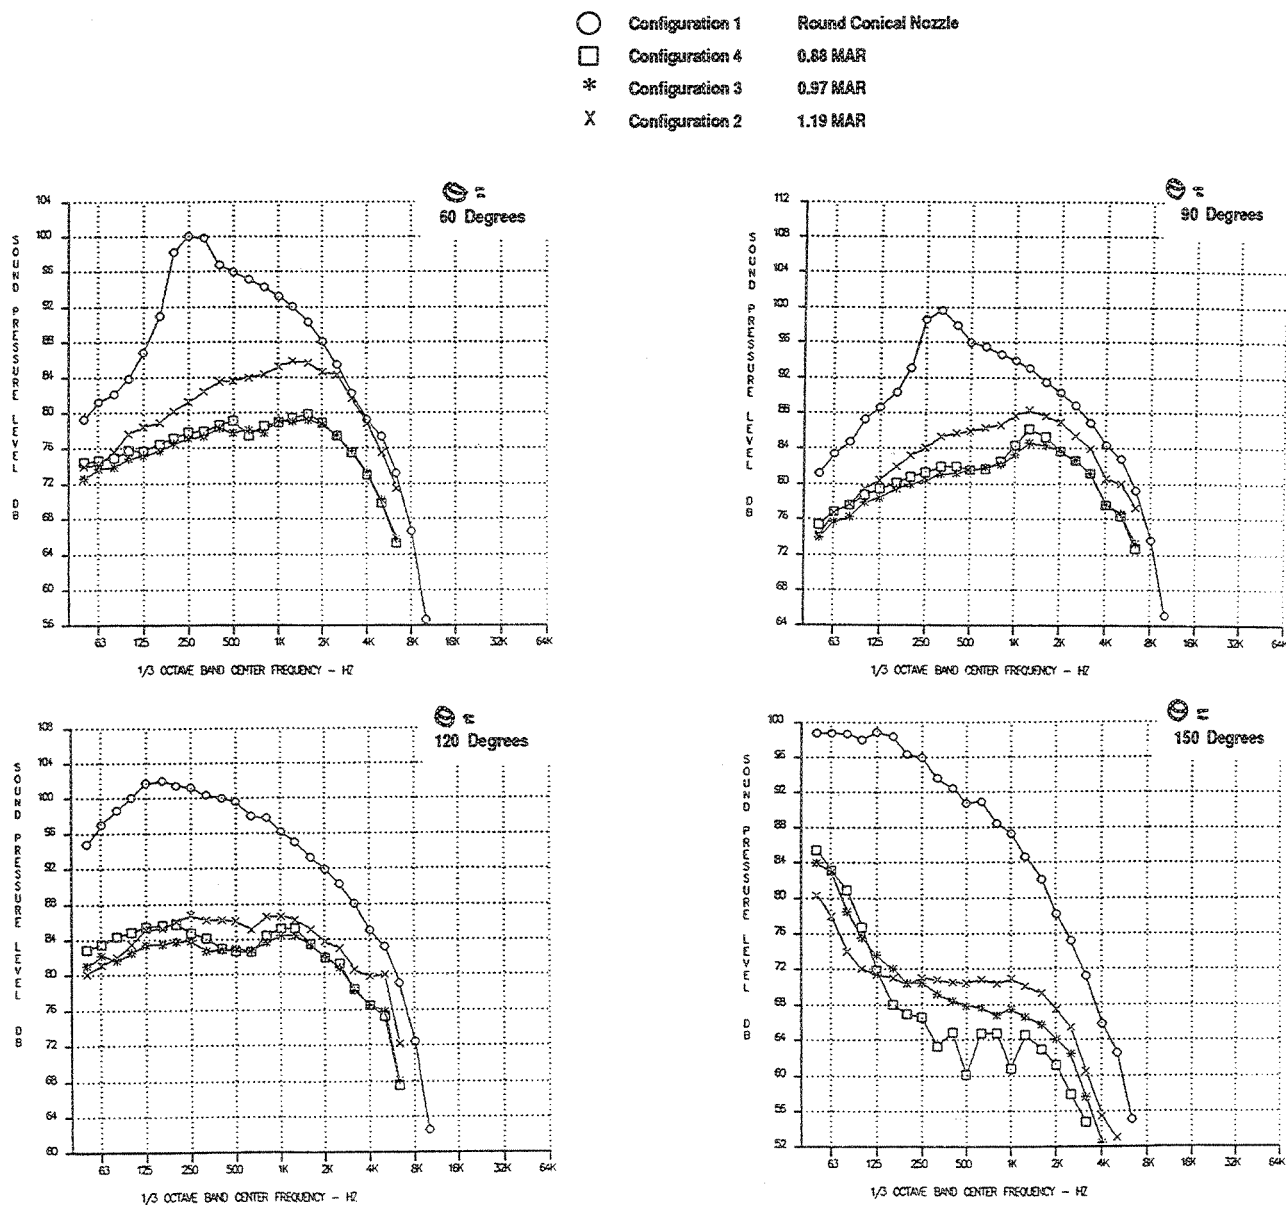 Configuration 1 Round Conical Nozzle
Configuration 4 0.88 MAR
Configuration 3 0.97 MAR
Configuration 2 1.19 MAR
60 Degrees
104
100
96
92
88
84
80
76
72
68
64
60
56
SOUND PRESSURE LEVEL DB
63 125 250 500 1K 2K 4K 8K 16K 32K 64K
1/3 OCTAVE BAND CENTER FREQUENCY - HZ
90 Degrees
112
108
104
100
96
92
88
84
80
76
72
68
64
SOUND PRESSURE LEVEL DB
63 125 250 500 1K 2K 4K 8K 16K 32K 64K
1/3 OCTAVE BAND CENTER FREQUENCY - HZ
120 Degrees
108
104
100
96
92
88
84
80
76
72
68
64
60
SOUND PRESSURE LEVEL DB
63 125 250 500 1K 2K 4K 8K 16K 32K 64K
1/3 OCTAVE BAND CENTER FREQUENCY - HZ
150 Degrees
100
96
92
88
84
80
76
72
68
64
60
56
52
SOUND PRESSURE LEVEL DB
63 125 250 500 1K 2K 4K 8K 16K 32K 64K
1/3 OCTAVE BAND CENTER FREQUENCY - HZ